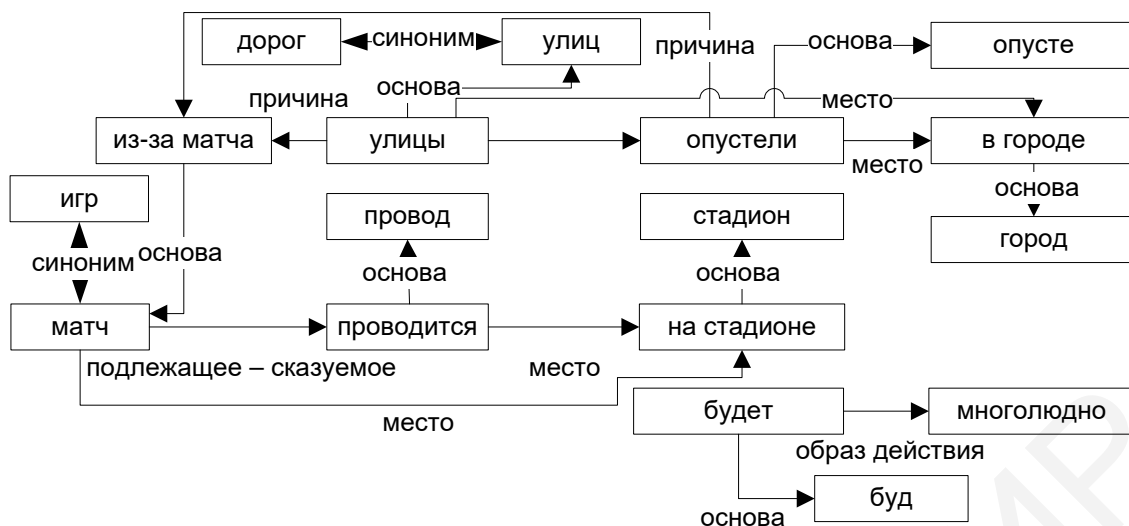 дорог
синоним
улиц
причина
основа
опусте
причина
основа
место
из-за матча
улицы
опустели
в городе
место
основа
игр
провод
стадион
город
синоним
основа
основа
основа
матч
проводится
на стадионе
подлежащее – сказуемое
место
место
будет
многолюдно
образ действия
буд
основа